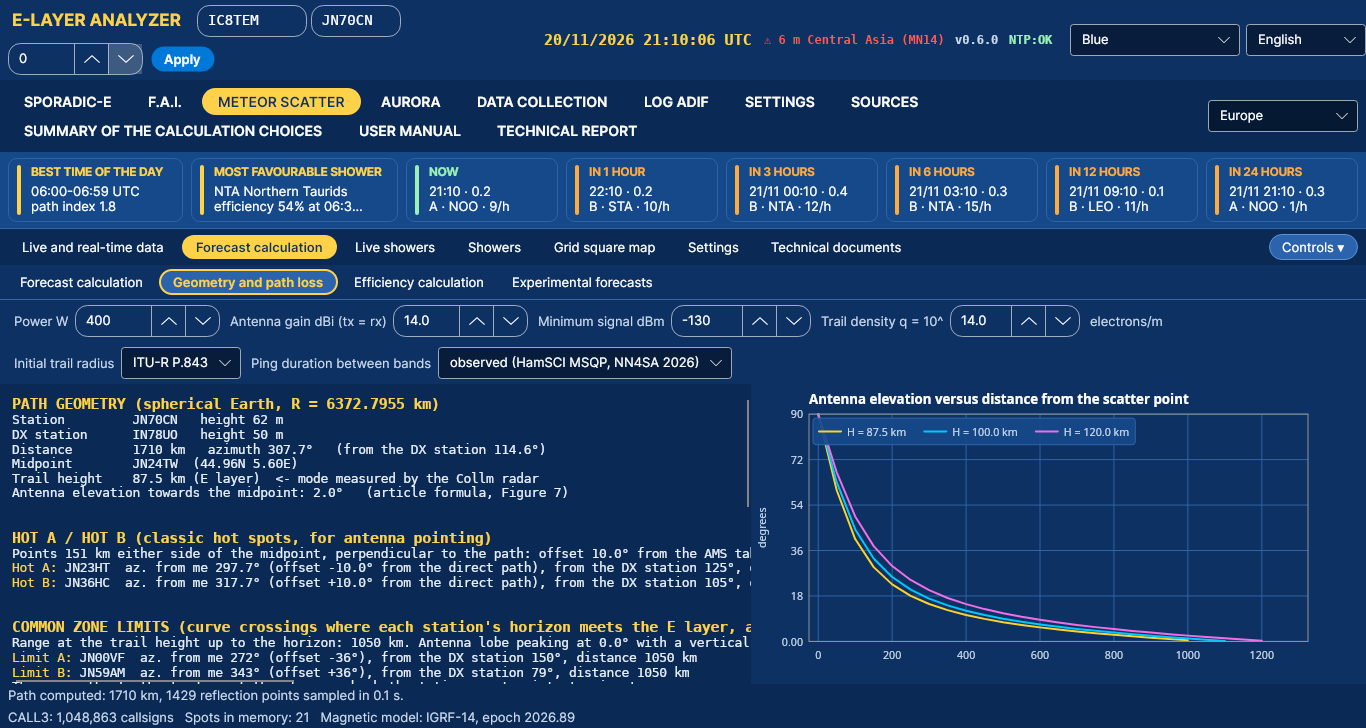 E-LAYER ANALYZER IC8TEM JN70CN
20/11/2026 21:10:06 UTC ⚠ 6 m Central Asia (MN14) v0.6.0 NTP:OK Blue English
0 Apply
SPORADIC-E F.A.I. METEOR SCATTER AURORA DATA COLLECTION LOG ADIF SETTINGS SOURCES
SUMMARY OF THE CALCULATION CHOICES USER MANUAL TECHNICAL REPORT
Europe
BEST TIME OF THE DAY
06:00-06:59 UTC
path index 1.8
MOST FAVOURABLE SHOWER
NTA Northern Taurids
efficiency 54% at 06:3...
NOW
21:10 · 0.2
A · NOO · 9/h
IN 1 HOUR
22:10 · 0.2
B · STA · 10/h
IN 3 HOURS
21/11 00:10 · 0.4
B · NTA · 12/h
IN 6 HOURS
21/11 03:10 · 0.3
B · NTA · 15/h
IN 12 HOURS
21/11 09:10 · 0.1
B · LEO · 11/h
IN 24 HOURS
21/11 21:10 · 0.3
A · NOO · 1/h
Live and real-time data Forecast calculation Live showers Showers Grid square map Settings Technical documents Controls ▾
Forecast calculation Geometry and path loss Efficiency calculation Experimental forecasts
Power W 400 Antenna gain dBi (tx = rx) 14.0 Minimum signal dBm -130 Trail density q = 10^ 14.0 electrons/m
Initial trail radius ITU-R P.843 Ping duration between bands observed (HamSCI MSQP, NN4SA 2026)
PATH GEOMETRY (spherical Earth, R = 6372.7955 km)
Station JN70CN height 62 m
DX station IN78UO height 50 m
Distance 1710 km azimuth 307.7° (from the DX station 114.6°)
Midpoint JN24TW (44.96N 5.60E)
Trail height 87.5 km (E layer) <- mode measured by the Collm radar
Antenna elevation towards the midpoint: 2.0° (article formula, Figure 7)
HOT A / HOT B (classic hot spots, for antenna pointing)
Points 151 km either side of the midpoint, perpendicular to the path: offset 10.0° from the AMS
Hot A: JN23HT az. from me 297.7° (offset -10.0° from the direct path), from the DX station 125°,
Hot B: JN36HC az. from me 317.7° (offset +10.0° from the direct path), from the DX station 105°,
COMMON ZONE LIMITS (curve crossings where each station's horizon meets the E layer,
Range at the trail height up to the horizon: 1050 km. Antenna lobe peaking at 0.0° with a vertical
Limit A: JN00VF az. from me 272° (offset -36°), from the DX station 150°, distance 1050 km
Limit B: JN59AM az. from me 343° (offset +36°), from the DX station 79°, distance 1050 km
Antenna elevation versus distance from the scatter point
H = 87.5 km H = 100.0 km H = 120.0 km
degrees
90
72
54
36
18
0.00
0 200 400 600 800 1000 1200
Path computed: 1710 km, 1429 reflection points sampled in 0.1 s.
CALL3: 1,048,863 callsigns Spots in memory: 21 Magnetic model: IGRF-14, epoch 2026.89